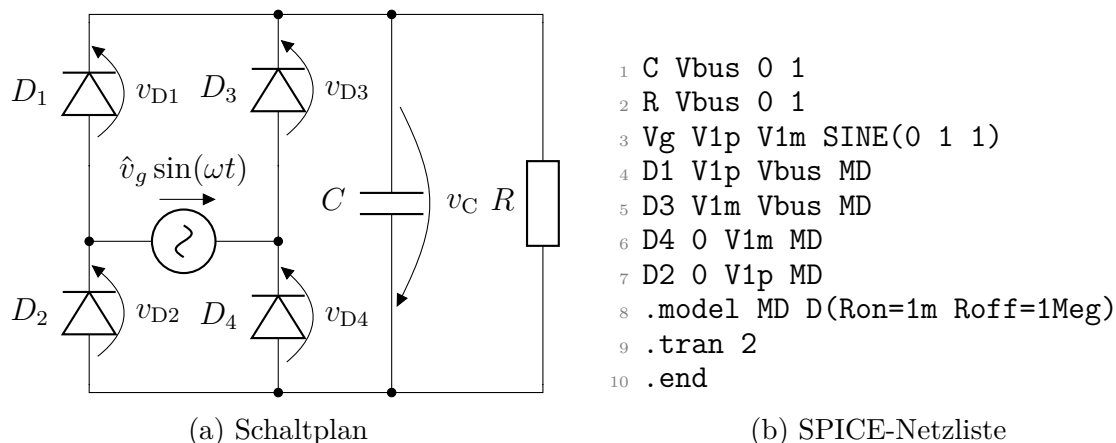 D1
vD1
D3
vD3
v̂g sin(ωt)
C
vC
R
D2
vD2
D4
vD4
(a) Schaltplan
1 C Vbus 0 1
2 R Vbus 0 1
3 Vg V1p V1m SINE(0 1 1)
4 D1 V1p Vbus MD
5 D3 V1m Vbus MD
6 D4 0 V1m MD
7 D2 0 V1p MD
8 .model MD D(Ron=1m Roff=1Meg)
9 .tran 2
10 .end
(b) SPICE-Netzliste